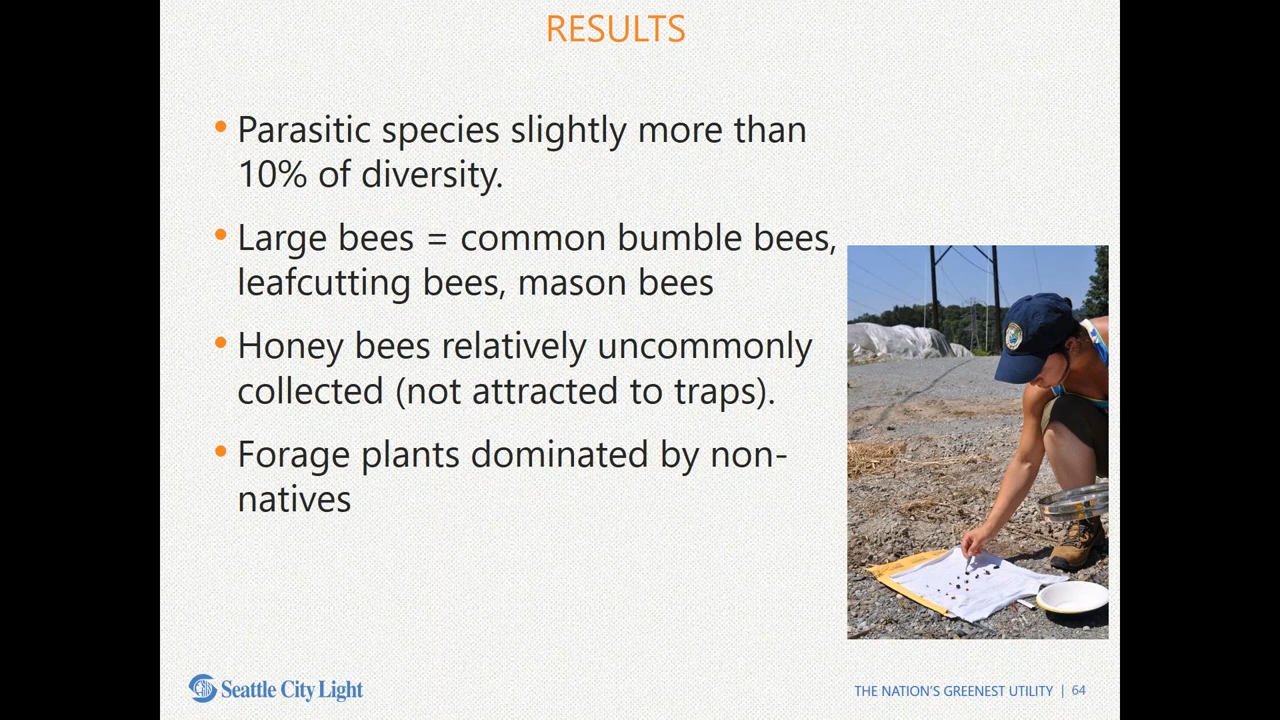 RESULTS
• Parasitic species slightly more than
10% of diversity.
• Large bees = common bumble bees,
leafcutting bees, mason bees
• Honey bees relatively uncommonly
collected (not attracted to traps).
• Forage plants dominated by non-
natives
Seattle City Light
THE NATION'S GREENEST UTILITY | 64